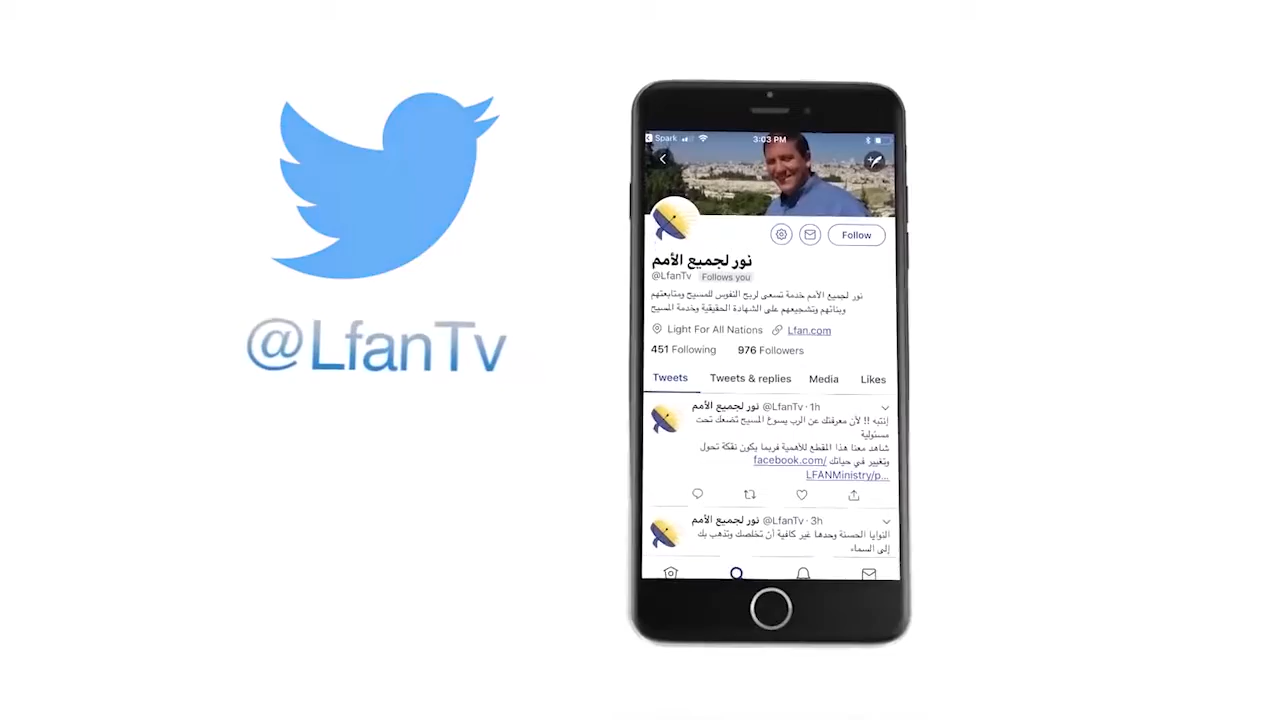 @LfanTv
Spark
3:03 PM
Follow
نور لجميع الأمم
@LfanTv Follows you
نور لجميع الأمم خدمة تسعى لربح النفوس للمسيح ومتابعتهم
وبناتهم وتشجيعهم على الشهادة الحقيقية وخدمة المسيح
Light For All Nations Lfan.com
451 Following 976 Followers
Tweets Tweets & replies Media Likes
نور لجميع الأمم @LfanTv · 1h
إنتبه !! لأن معرفتك عن الرب يسوع المسيح تضعك تحت
مسئولية
شاهد معنا هذا المقطع للأهمية فربما يكون نقكة تحول
وتغيير في حياتك facebook.com/
LFANMinistry/p...
نور لجميع الأمم @LfanTv · 3h
النوايا الحسنة وحدها غير كافية أن تخلصك وتذهب بك
إلى السماء